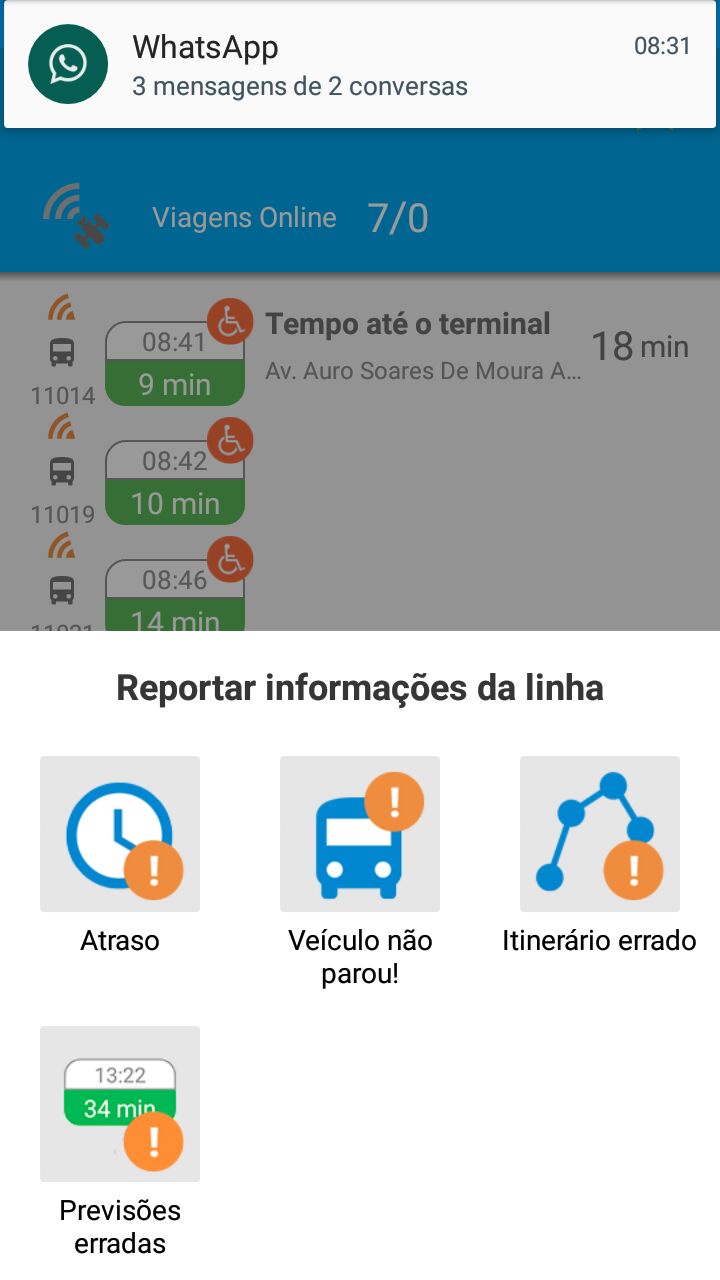 WhatsApp
08:31
3 mensagens de 2 conversas
Viagens Online 7/0
08:41
9 min
11014
Tempo até o terminal
Av. Auro Soares De Moura A...
18 min
08:42
10 min
11019
08:46
14 min
Reportar informações da linha
Atraso
Veículo não
parou!
Itinerário errado
13:22
34 min
Previsões
erradas